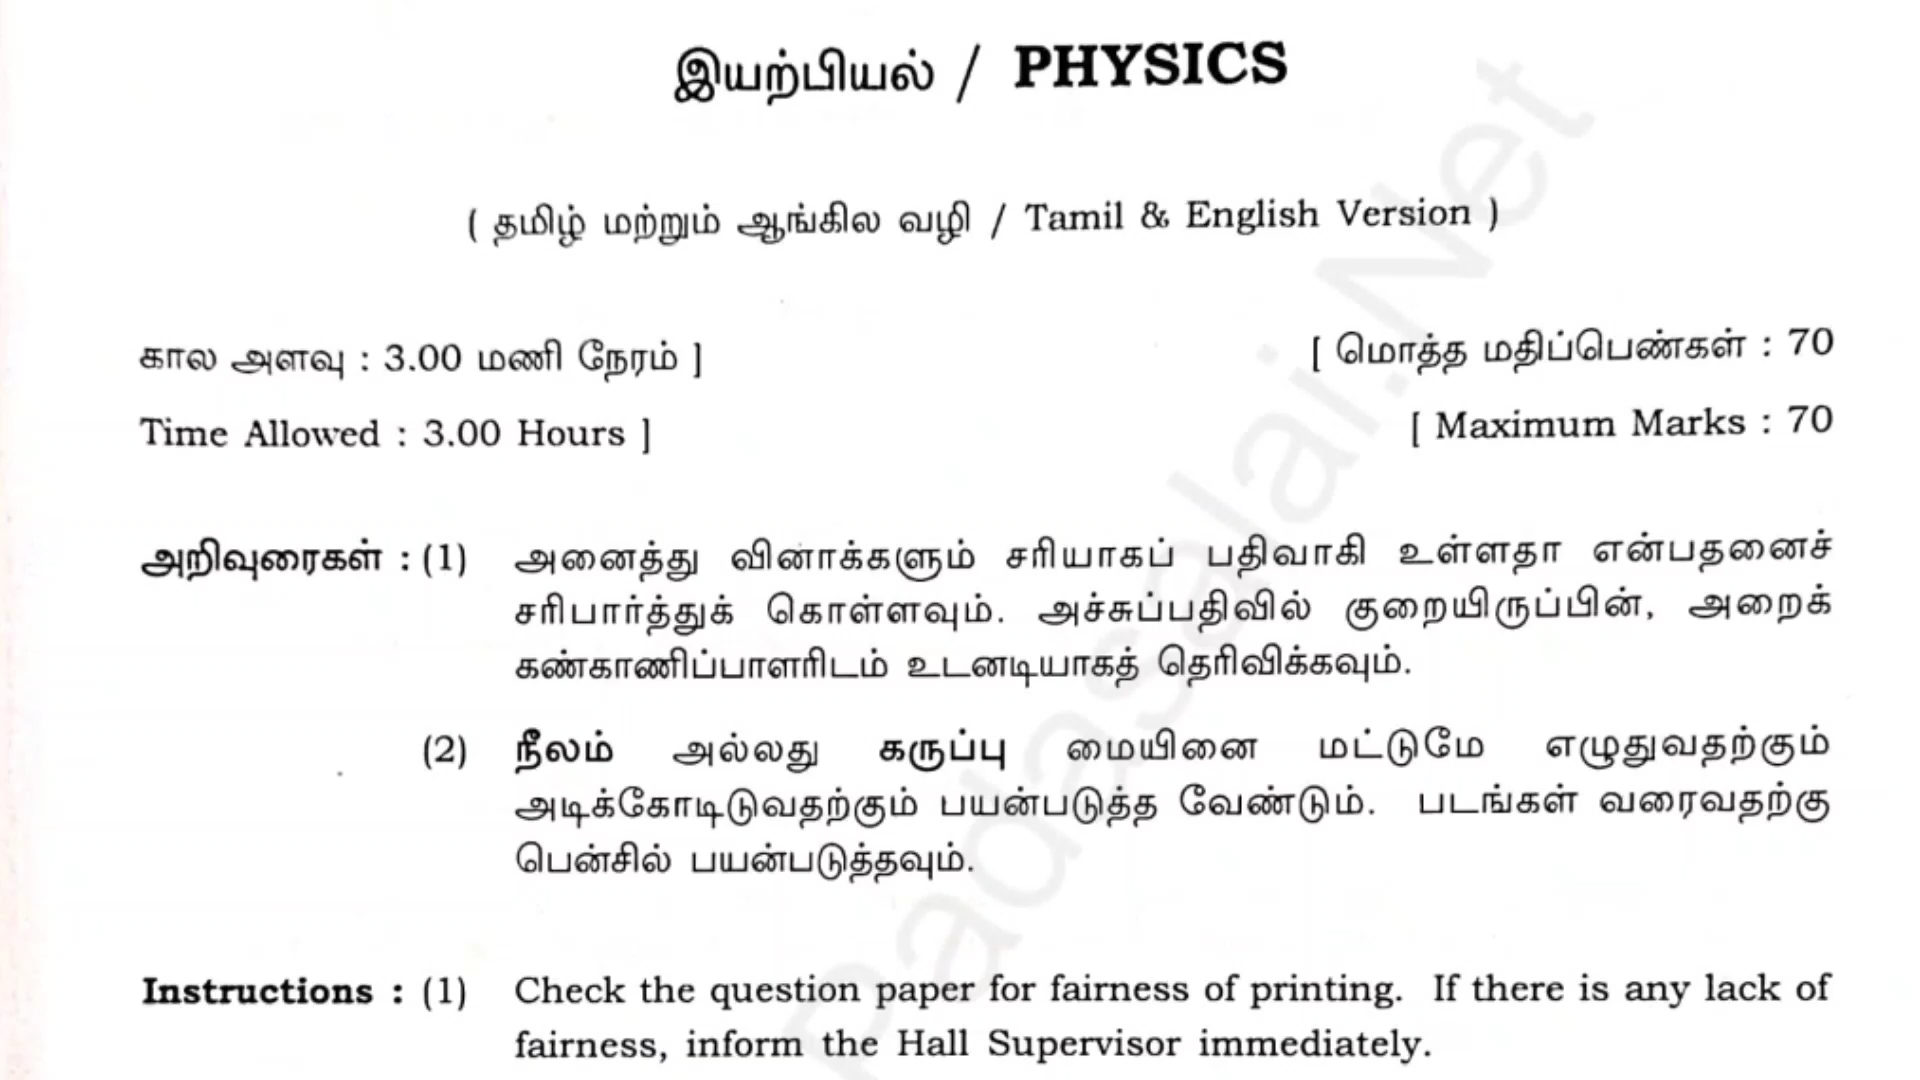 இயற்பியல் / PHYSICS
( தமிழ் மற்றும் ஆங்கில வழி / Tamil & English Version )
கால அளவு : 3.00 மணி நேரம் ] [ மொத்த மதிப்பெண்கள் : 70
Time Allowed : 3.00 Hours ] [ Maximum Marks : 70
அறிவுரைகள் : (1) அனைத்து வினாக்களும் சரியாகப் பதிவாகி உள்ளதா என்பதனைச்
சரிபார்த்துக் கொள்ளவும். அச்சுப்பதிவில் குறையிருப்பின், அறைக்
கண்காணிப்பாளரிடம் உடனடியாகத் தெரிவிக்கவும்.
(2) நீலம் அல்லது கருப்பு மையினை மட்டுமே எழுதுவதற்கும்
அடிக்கோடிடுவதற்கும் பயன்படுத்த வேண்டும். படங்கள் வரைவதற்கு
பென்சில் பயன்படுத்தவும்.
Instructions : (1) Check the question paper for fairness of printing. If there is any lack of
fairness, inform the Hall Supervisor immediately.
Padasalai.Net